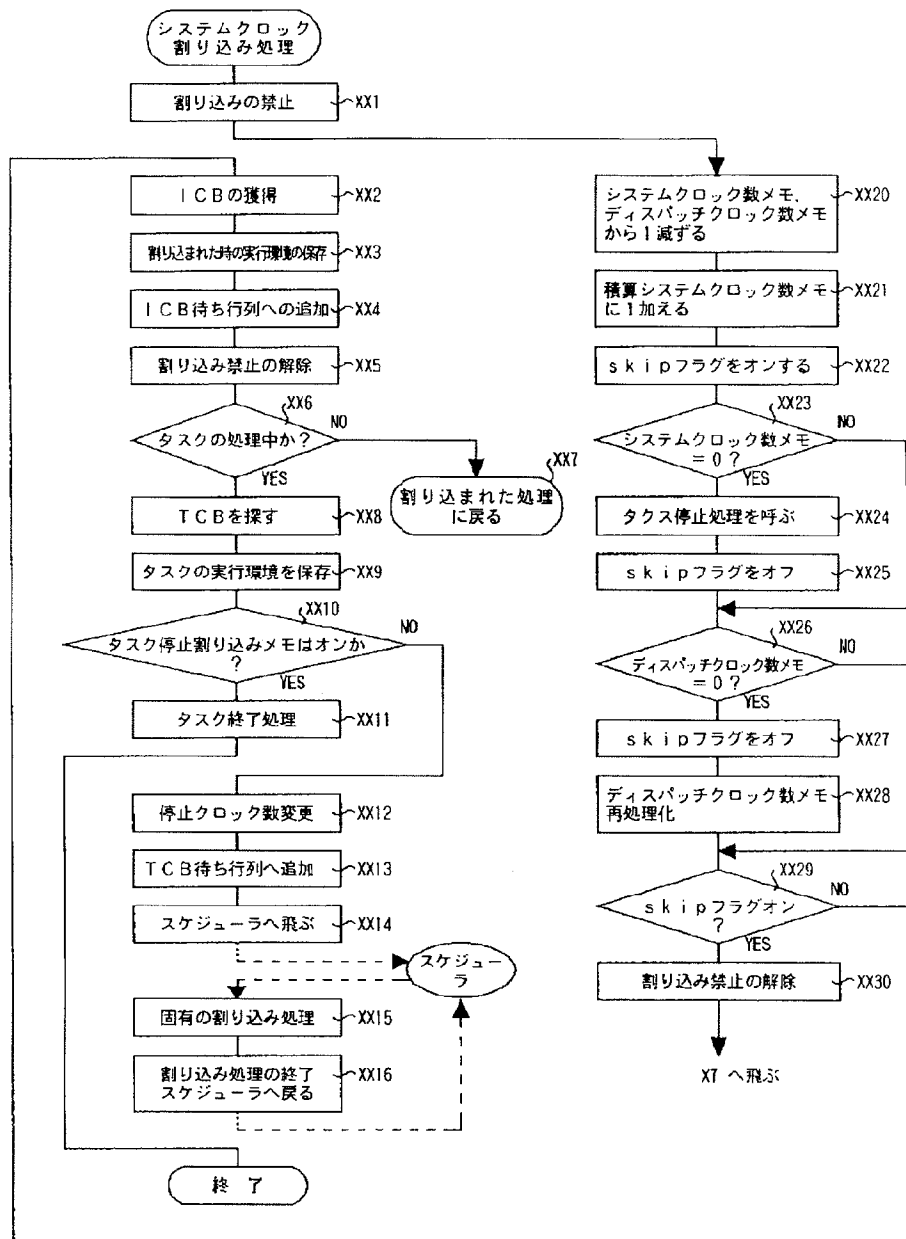 システムクロック
割り込み処理
割り込みの禁止
XX1
ICBの獲得
XX2
割り込まれた時の実行環境の保存
XX3
ICB待ち行列への追加
XX4
割り込み禁止の解除
XX5
XX6
タスクの処理中か?
NO
YES
XX7
割り込まれた処理
に戻る
TCBを探す
XX8
タスクの実行環境を保存
XX9
XX10
タスク停止割り込みメモはオンか
?
NO
YES
タスク終了処理
XX11
停止クロック数変更
XX12
TCB待ち行列へ追加
XX13
スケジューラへ飛ぶ
XX14
スケジュー
ラ
固有の割り込み処理
XX15
割り込み処理の終了
スケジューラへ戻る
XX16
終 了
システムクロック数メモ、
ディスパッチクロック数メモ
から1減ずる
XX20
積算システムクロック数メモ
に1加える
XX21
skipフラグをオンする
XX22
XX23
システムクロック数メモ
=0?
NO
YES
タクス停止処理を呼ぶ
XX24
skipフラグをオフ
XX25
XX26
ディスパッチクロック数メモ
=0?
NO
YES
skipフラグをオフ
XX27
ディスパッチクロック数メモ
再処理化
XX28
XX29
skipフラグオン
?
NO
YES
割り込み禁止の解除
XX30
X7 へ飛ぶ